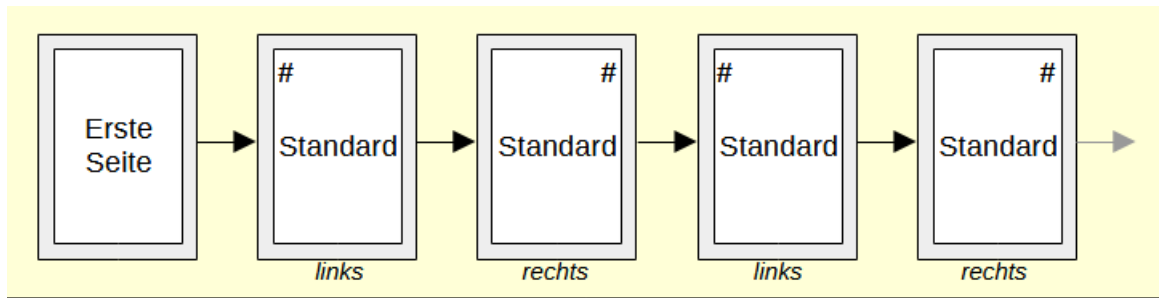 # # # #
Erste
Seite
Standard Standard Standard Standard
links rechts links rechts